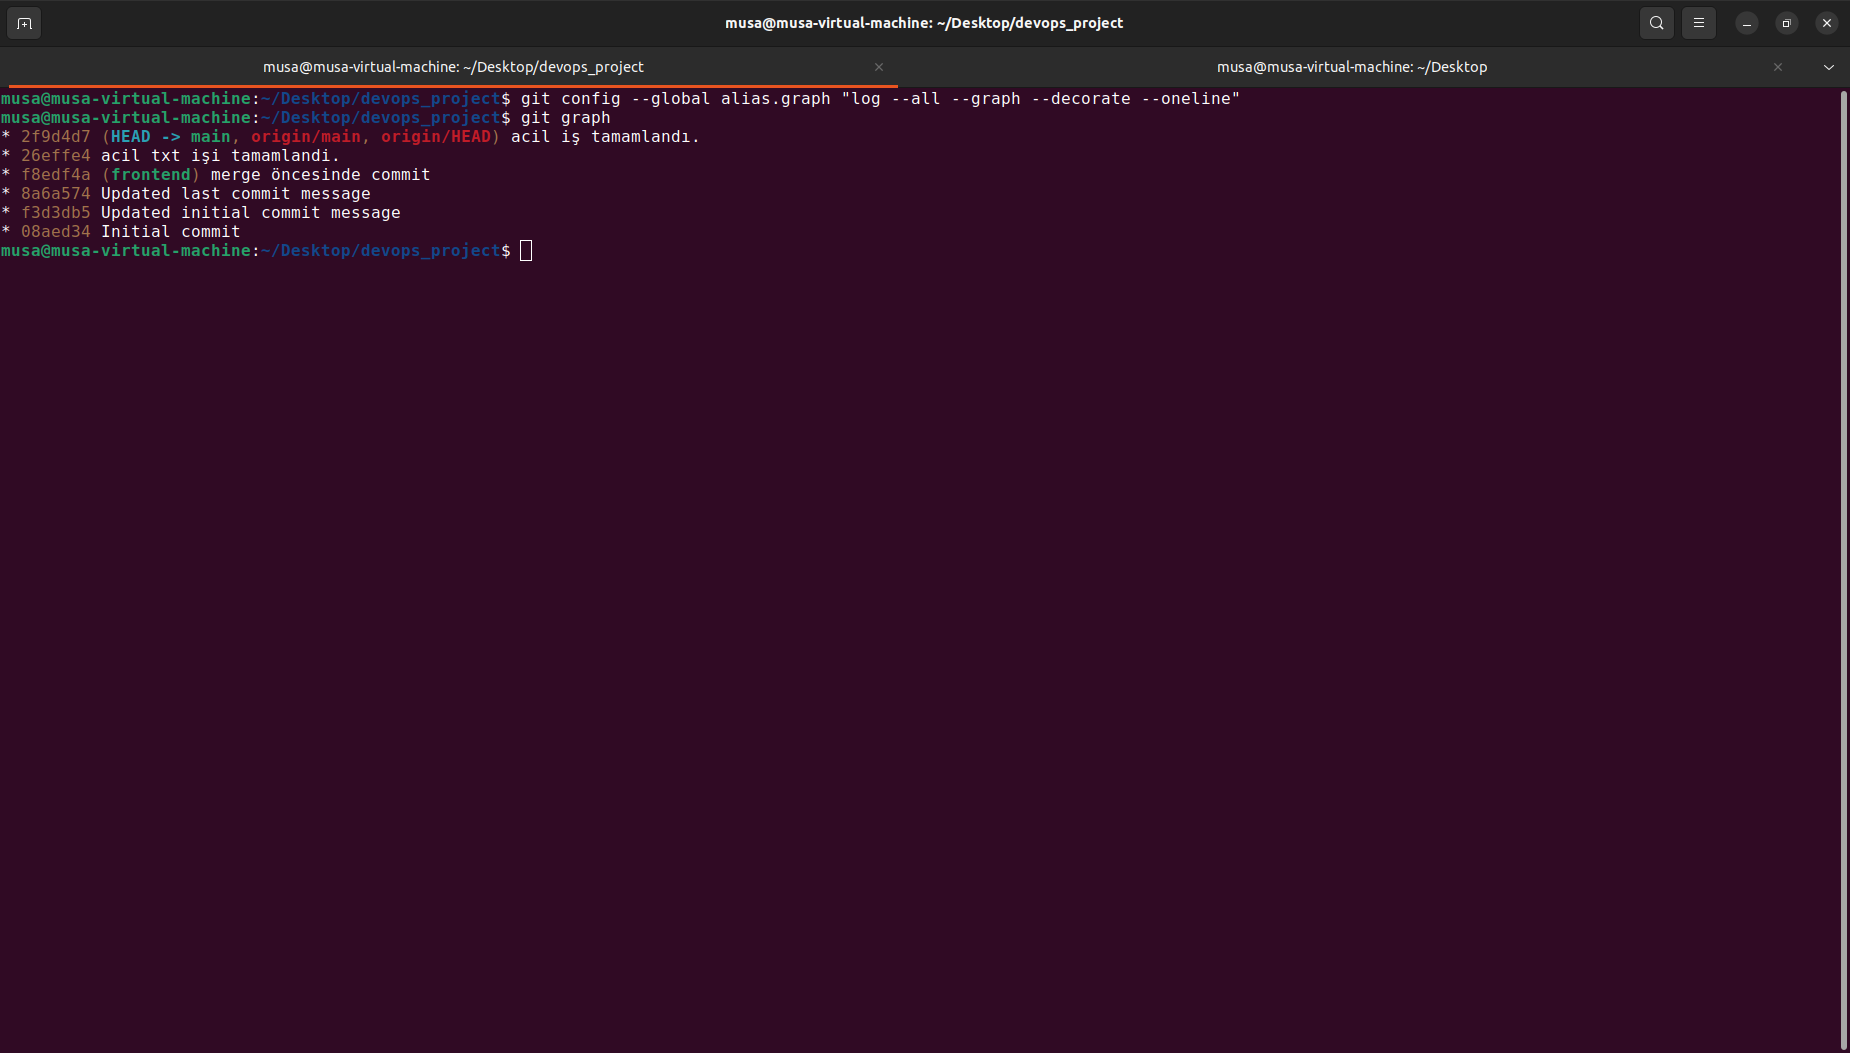 musa@musa-virtual-machine: ~/Desktop/devops_project
musa@musa-virtual-machine: ~/Desktop/devops_project
musa@musa-virtual-machine: ~/Desktop
musa@musa-virtual-machine:~/Desktop/devops_project$ git config --global alias.graph "log --all --graph --decorate --oneline"
musa@musa-virtual-machine:~/Desktop/devops_project$ git graph
* 2f9d4d7 (HEAD -> main, origin/main, origin/HEAD) acil iş tamamlandı.
* 26effe4 acil txt işi tamamlandi.
* f8edf4a (frontend) merge öncesinde commit
* 8a6a574 Updated last commit message
* f3d3db5 Updated initial commit message
* 08aed34 Initial commit
musa@musa-virtual-machine:~/Desktop/devops_project$